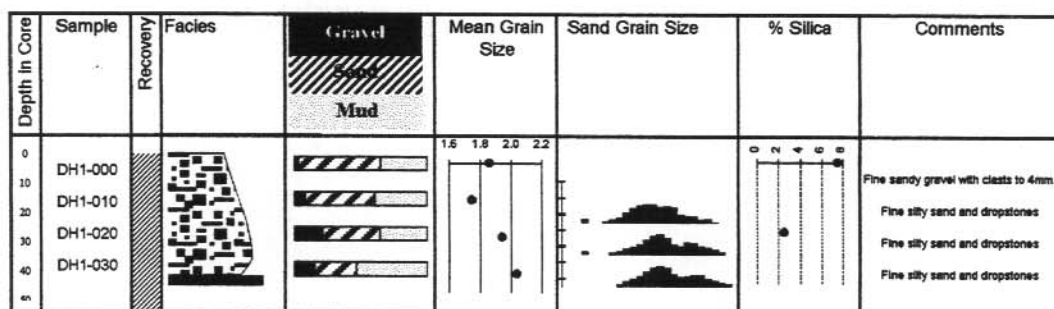 Depth in Core
Sample
Recovery
Facies
Gravel
Sand
Mud
Mean Grain
Size
Sand Grain Size
% Silica
Comments
1.6 1.8 2.0 2.2
0 2 4 6 8
0
10
20
30
40
DH1-000
DH1-010
DH1-020
DH1-030
Fine sandy gravel with clasts to 4mm
Fine silty sand and dropstones
Fine silty sand and dropstones
Fine silty sand and dropstones